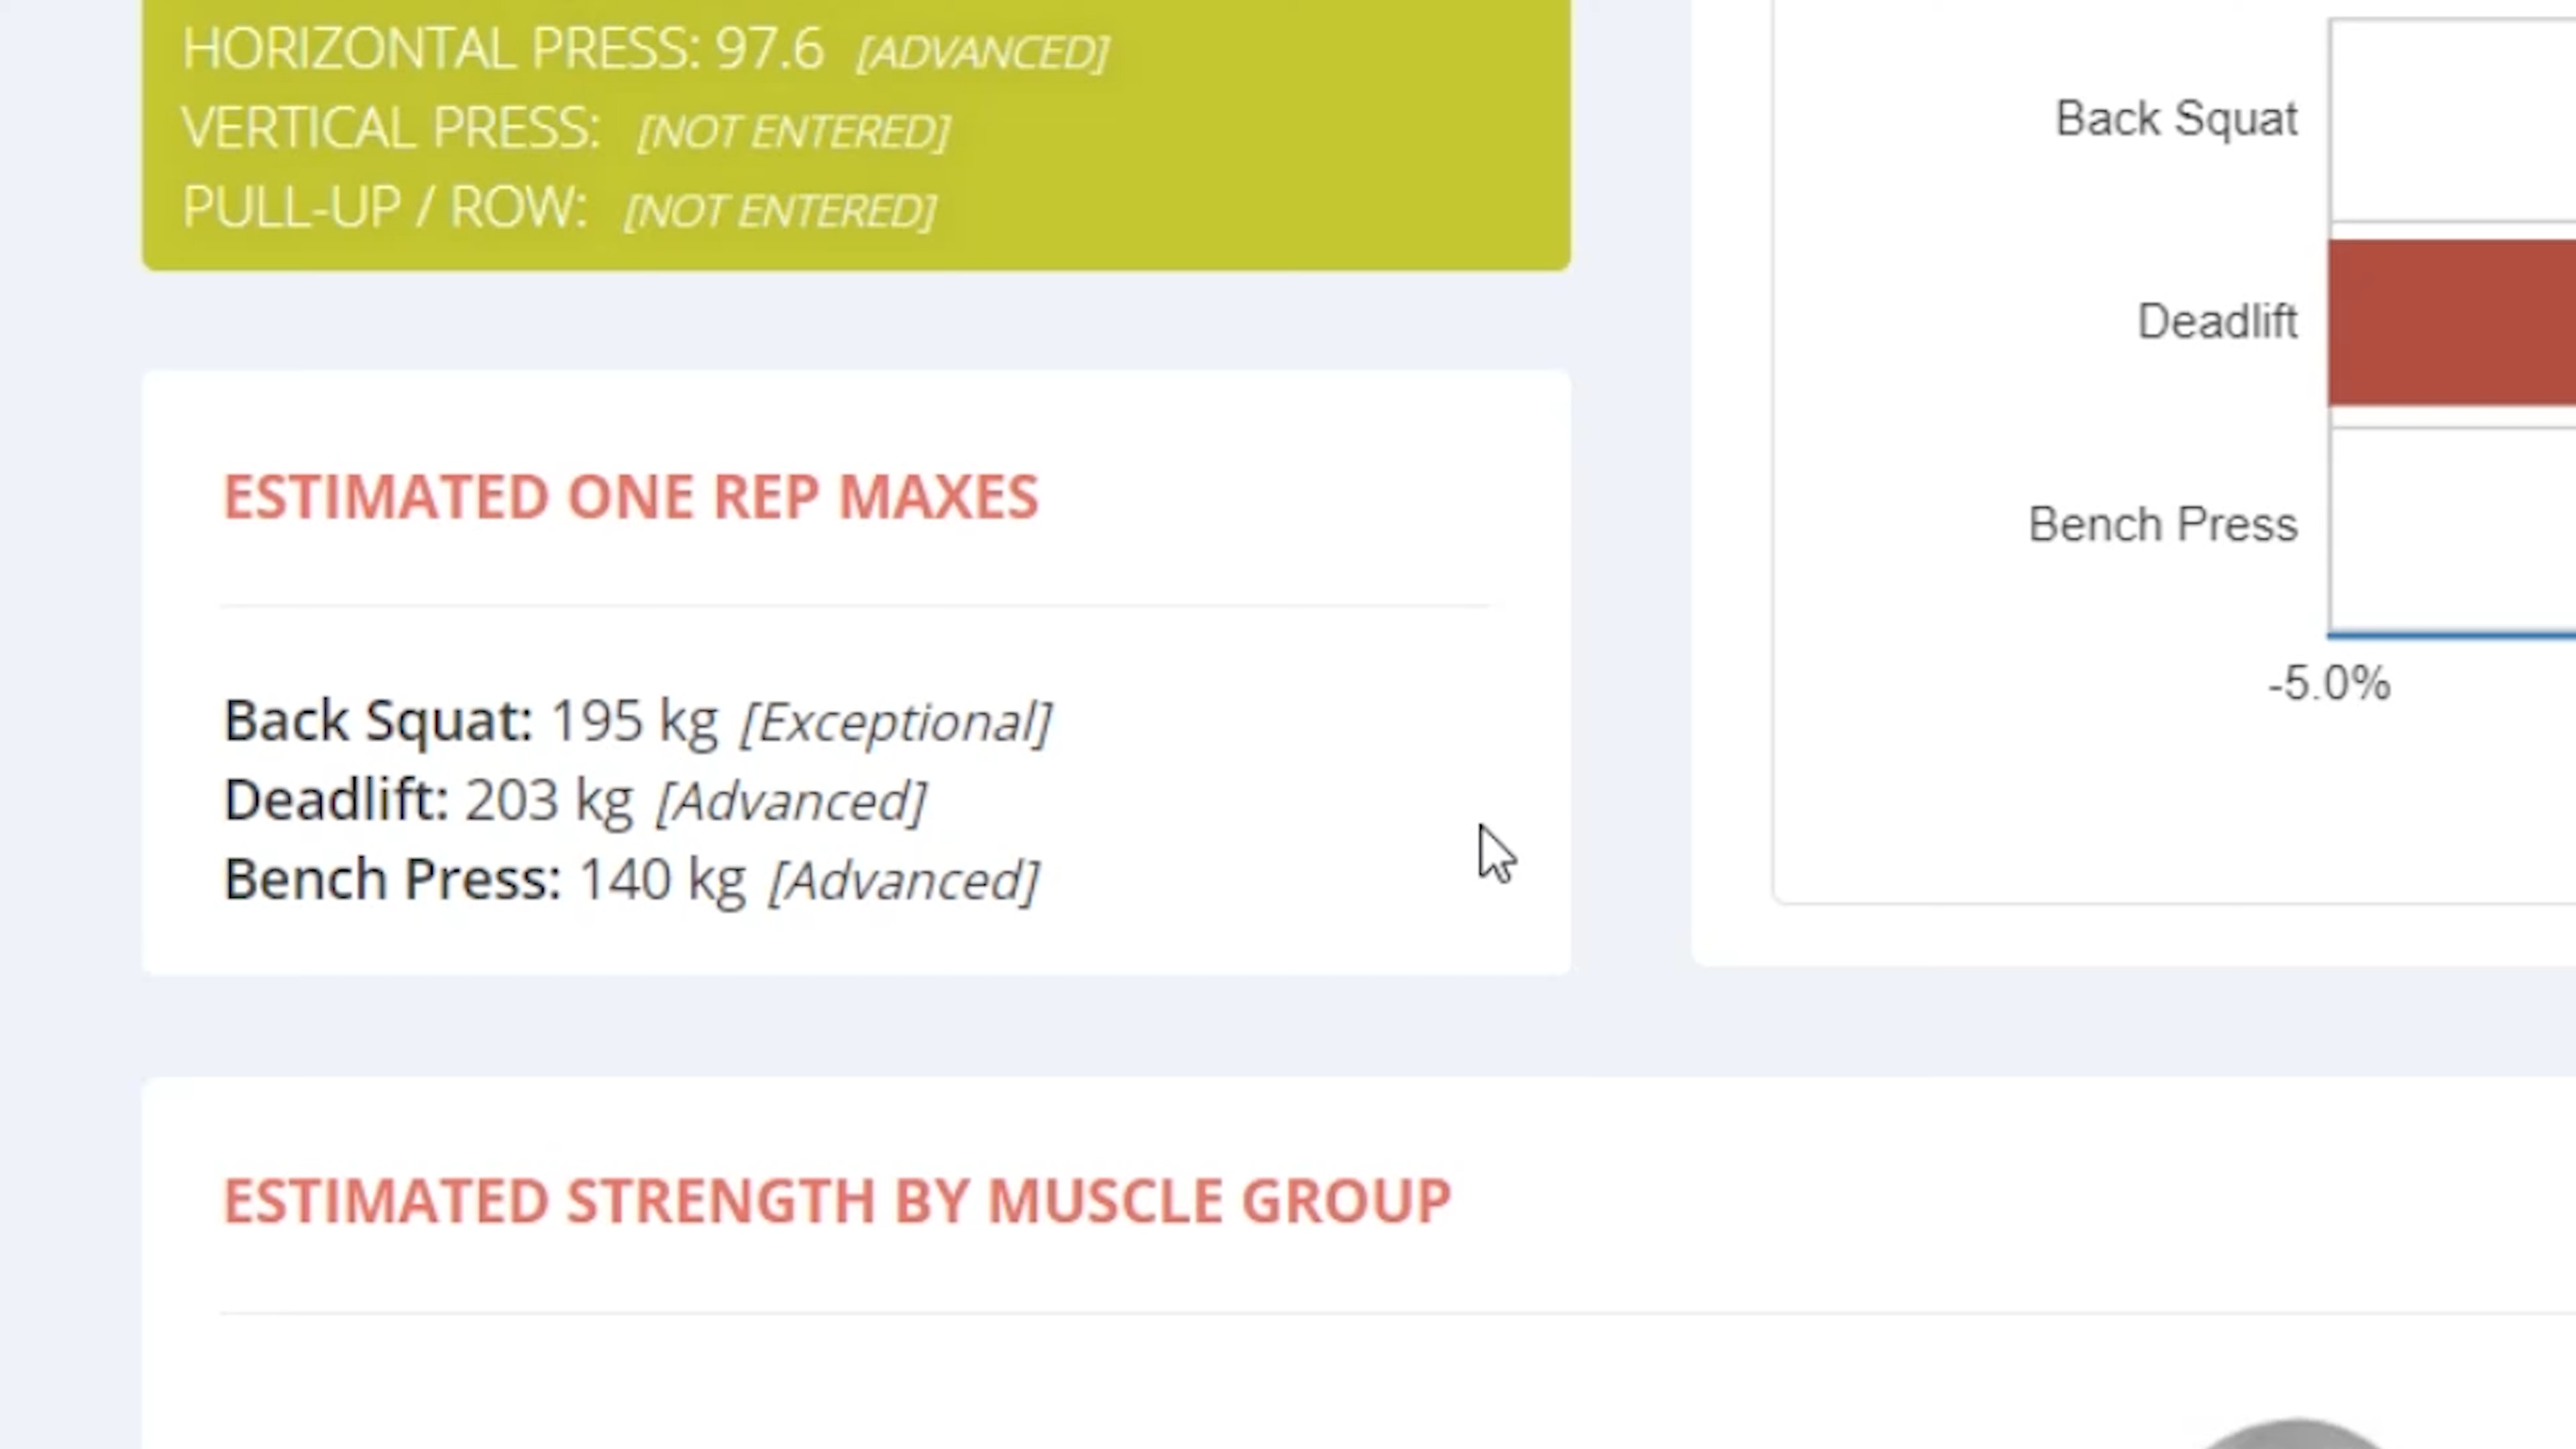 HORIZONTAL PRESS: 97.6 [ADVANCED]
VERTICAL PRESS: [NOT ENTERED]
PULL-UP / ROW: [NOT ENTERED]
ESTIMATED ONE REP MAXES
Back Squat: 195 kg [Exceptional]
Deadlift: 203 kg [Advanced]
Bench Press: 140 kg [Advanced]
Back Squat
Deadlift
Bench Press
-5.0%
ESTIMATED STRENGTH BY MUSCLE GROUP